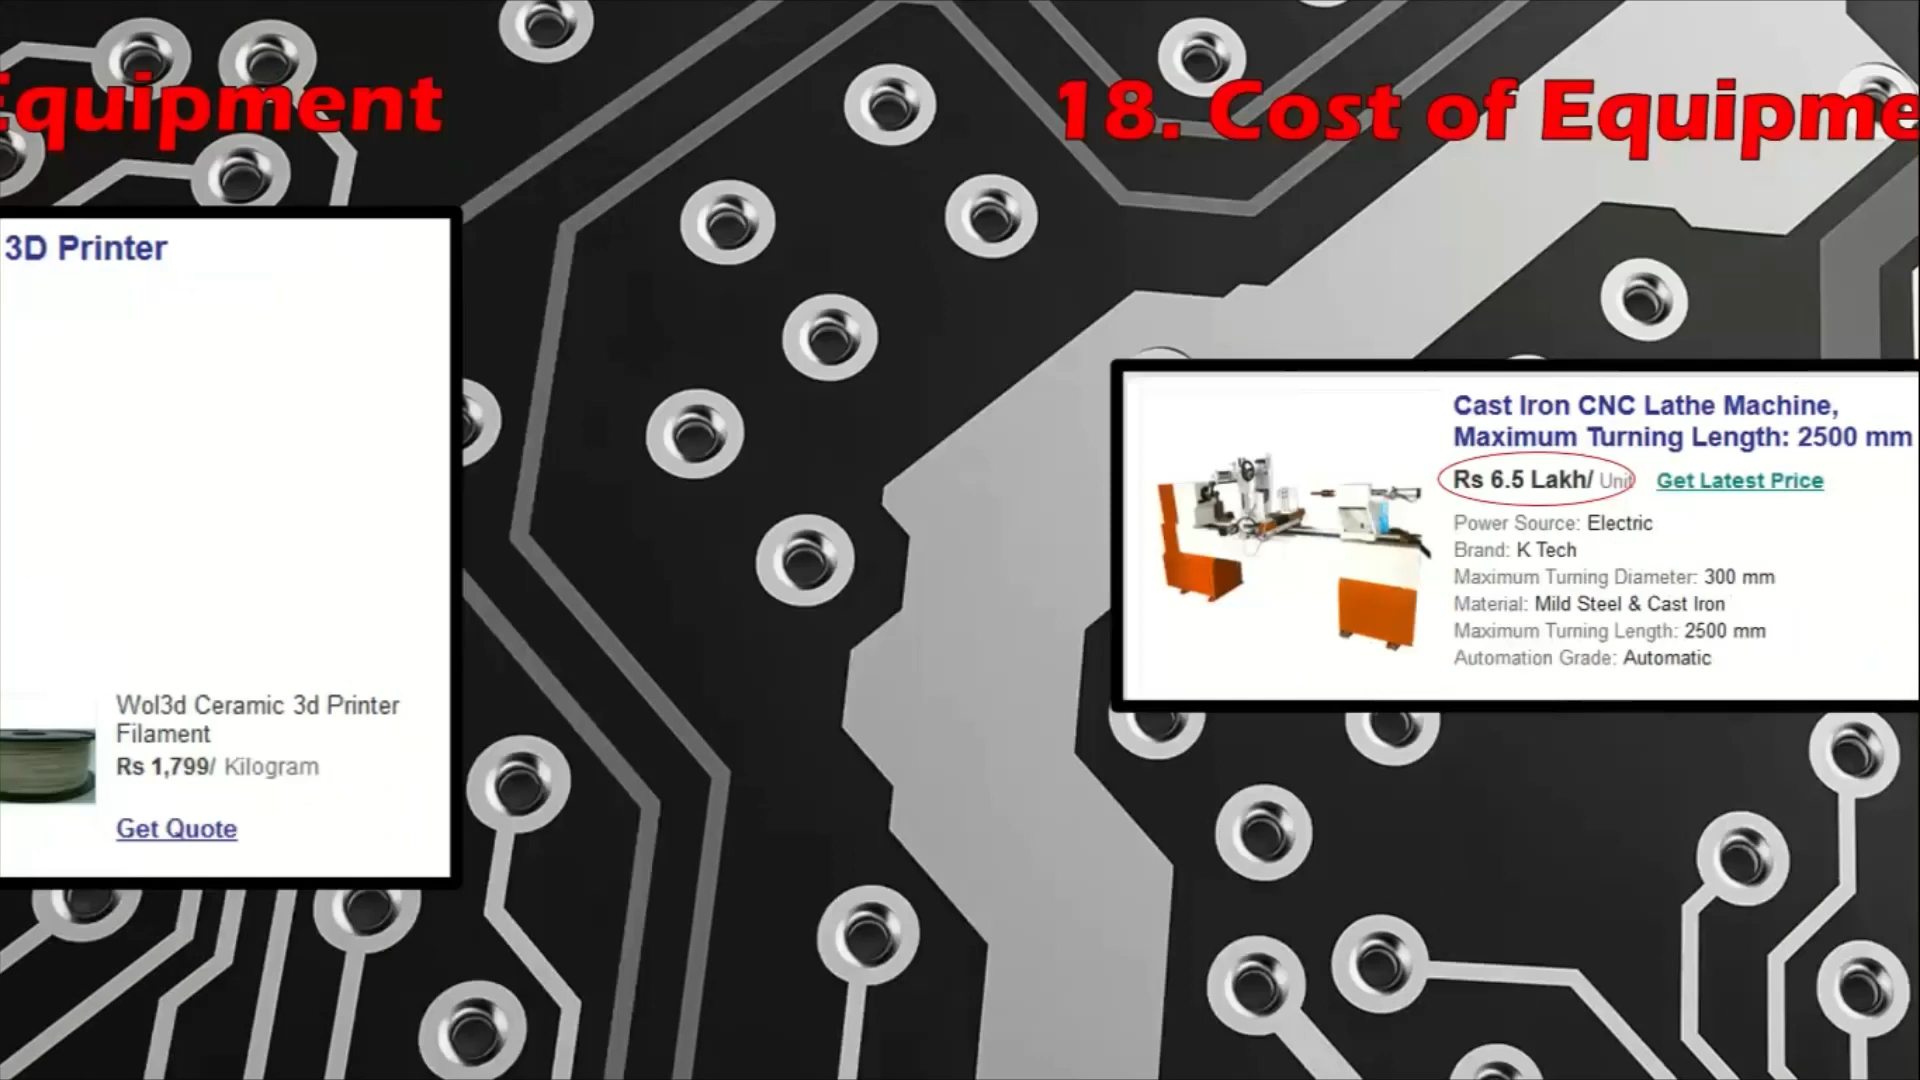 Equipment
3D Printer
Wol3d Ceramic 3d Printer
Filament
Rs 1,799/ Kilogram
Get Quote
18. Cost of Equipme
Cast Iron CNC Lathe Machine,
Maximum Turning Length: 2500 mm
Rs 6.5 Lakh/ Unit Get Latest Price
Power Source: Electric
Brand: K Tech
Maximum Turning Diameter: 300 mm
Material: Mild Steel & Cast Iron
Maximum Turning Length: 2500 mm
Automation Grade: Automatic